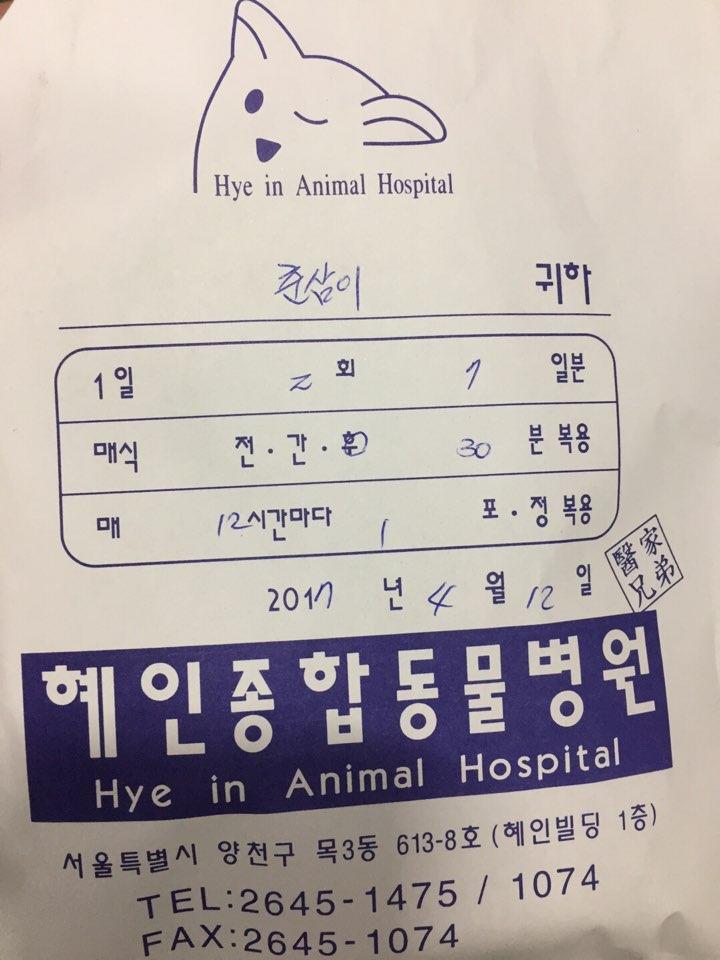 Hye in Animal Hospital
준삼이 귀하
1일 2 회 7 일분
매식 전 · 간 · 후 30 분 복용
매 12시간마다 1 포 · 정 복용
2017 년 4 월 12 일
醫家
兄弟
혜인종합동물병원
Hye in Animal Hospital
서울특별시 양천구 목3동 613-8호 (혜인빌딩 1층)
TEL:2645-1475 / 1074
FAX:2645-1074